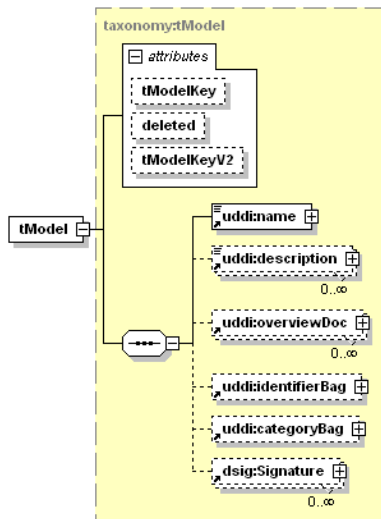 taxonomy:tModel
attributes
tModelKey
deleted
tModelKeyV2
tModel
uddi:name
uddi:description
0..∞
uddi:overviewDoc
0..∞
uddi:identifierBag
uddi:categoryBag
dsig:Signature
0..∞